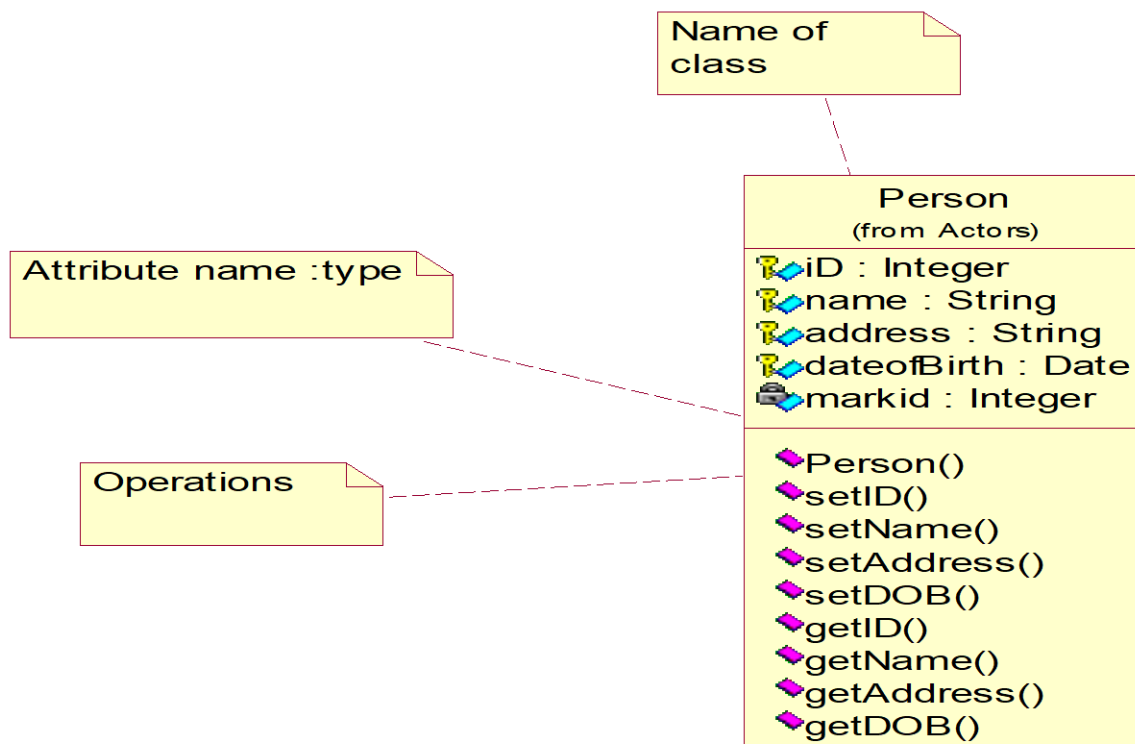 Name of
class
Person
(from Actors)
Attribute name :type
iD : Integer
name : String
address : String
dateofBirth : Date
markid : Integer
Operations
Person()
setID()
setName()
setAddress()
setDOB()
getID()
getName()
getAddress()
getDOB()